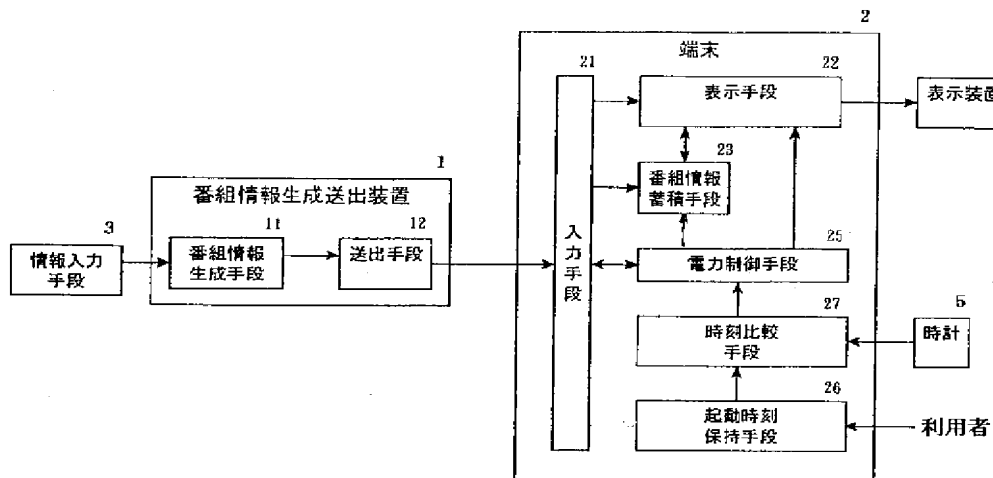 2
端末
21
22
表示手段
表示装置
23
番組情報
蓄積手段
1
番組情報生成送出装置
3
情報入力
手段
11
番組情報
生成手段
12
送出手段
入力手段
25
電力制御手段
27
時刻比較
手段
5
時計
26
起動時刻
保持手段
利用者